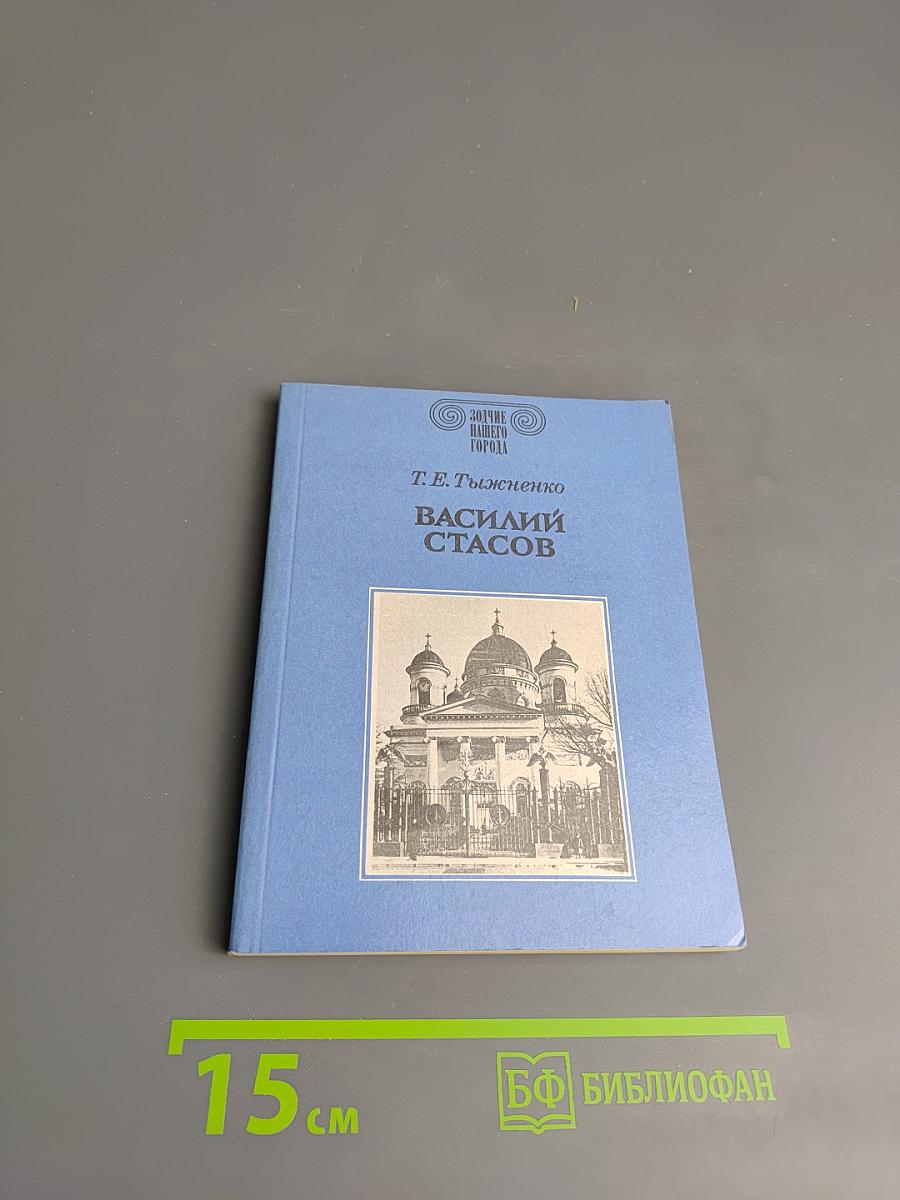 ЗОДЧИЕ
НАШЕГО
ГОРОДА
Т. Е. Тыжненко
ВАСИЛИЙ
СТАСОВ
15 см
БФ БИБЛИОФАН